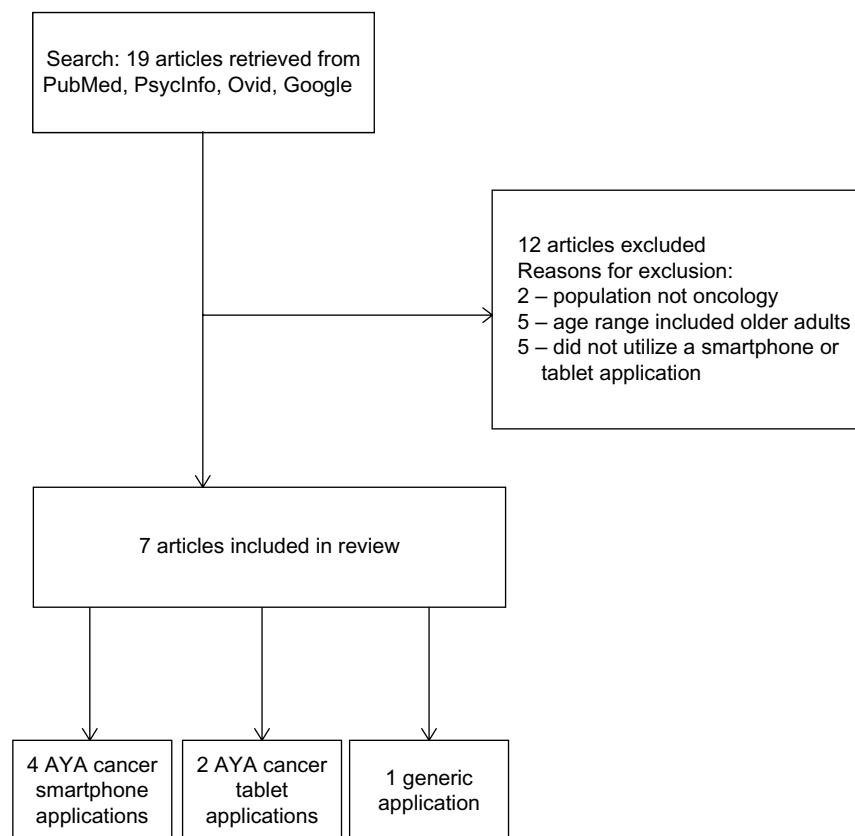 Search: 19 articles retrieved from
PubMed, PsycInfo, Ovid, Google
12 articles excluded
Reasons for exclusion:
2 – population not oncology
5 – age range included older adults
5 – did not utilize a smartphone or
tablet application
7 articles included in review
4 AYA cancer
smartphone
applications
2 AYA cancer
tablet
applications
1 generic
application